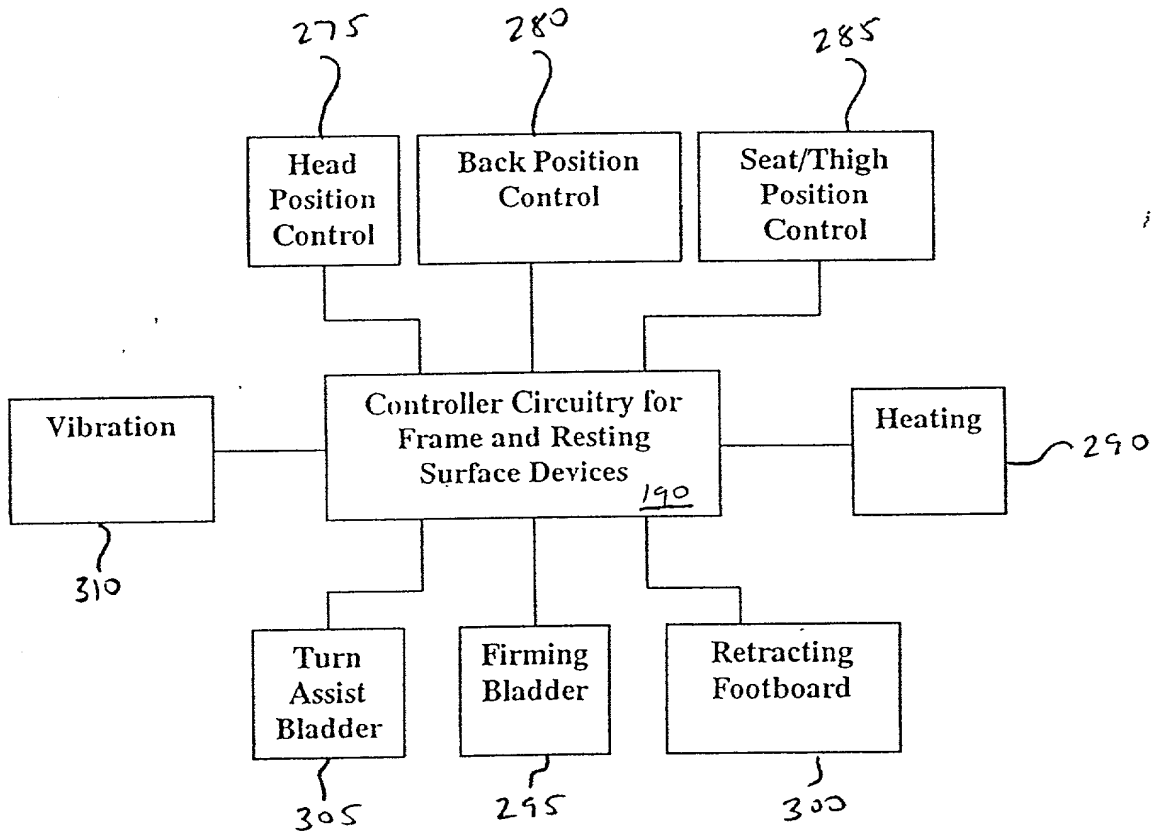 275
280
285
Head
Position
Control
Back Position
Control
Seat/Thigh
Position
Control
Vibration
310
Controller Circuitry for
Frame and Resting
Surface Devices
190
Heating
290
Turn
Assist
Bladder
305
Firming
Bladder
295
Retracting
Footboard
300